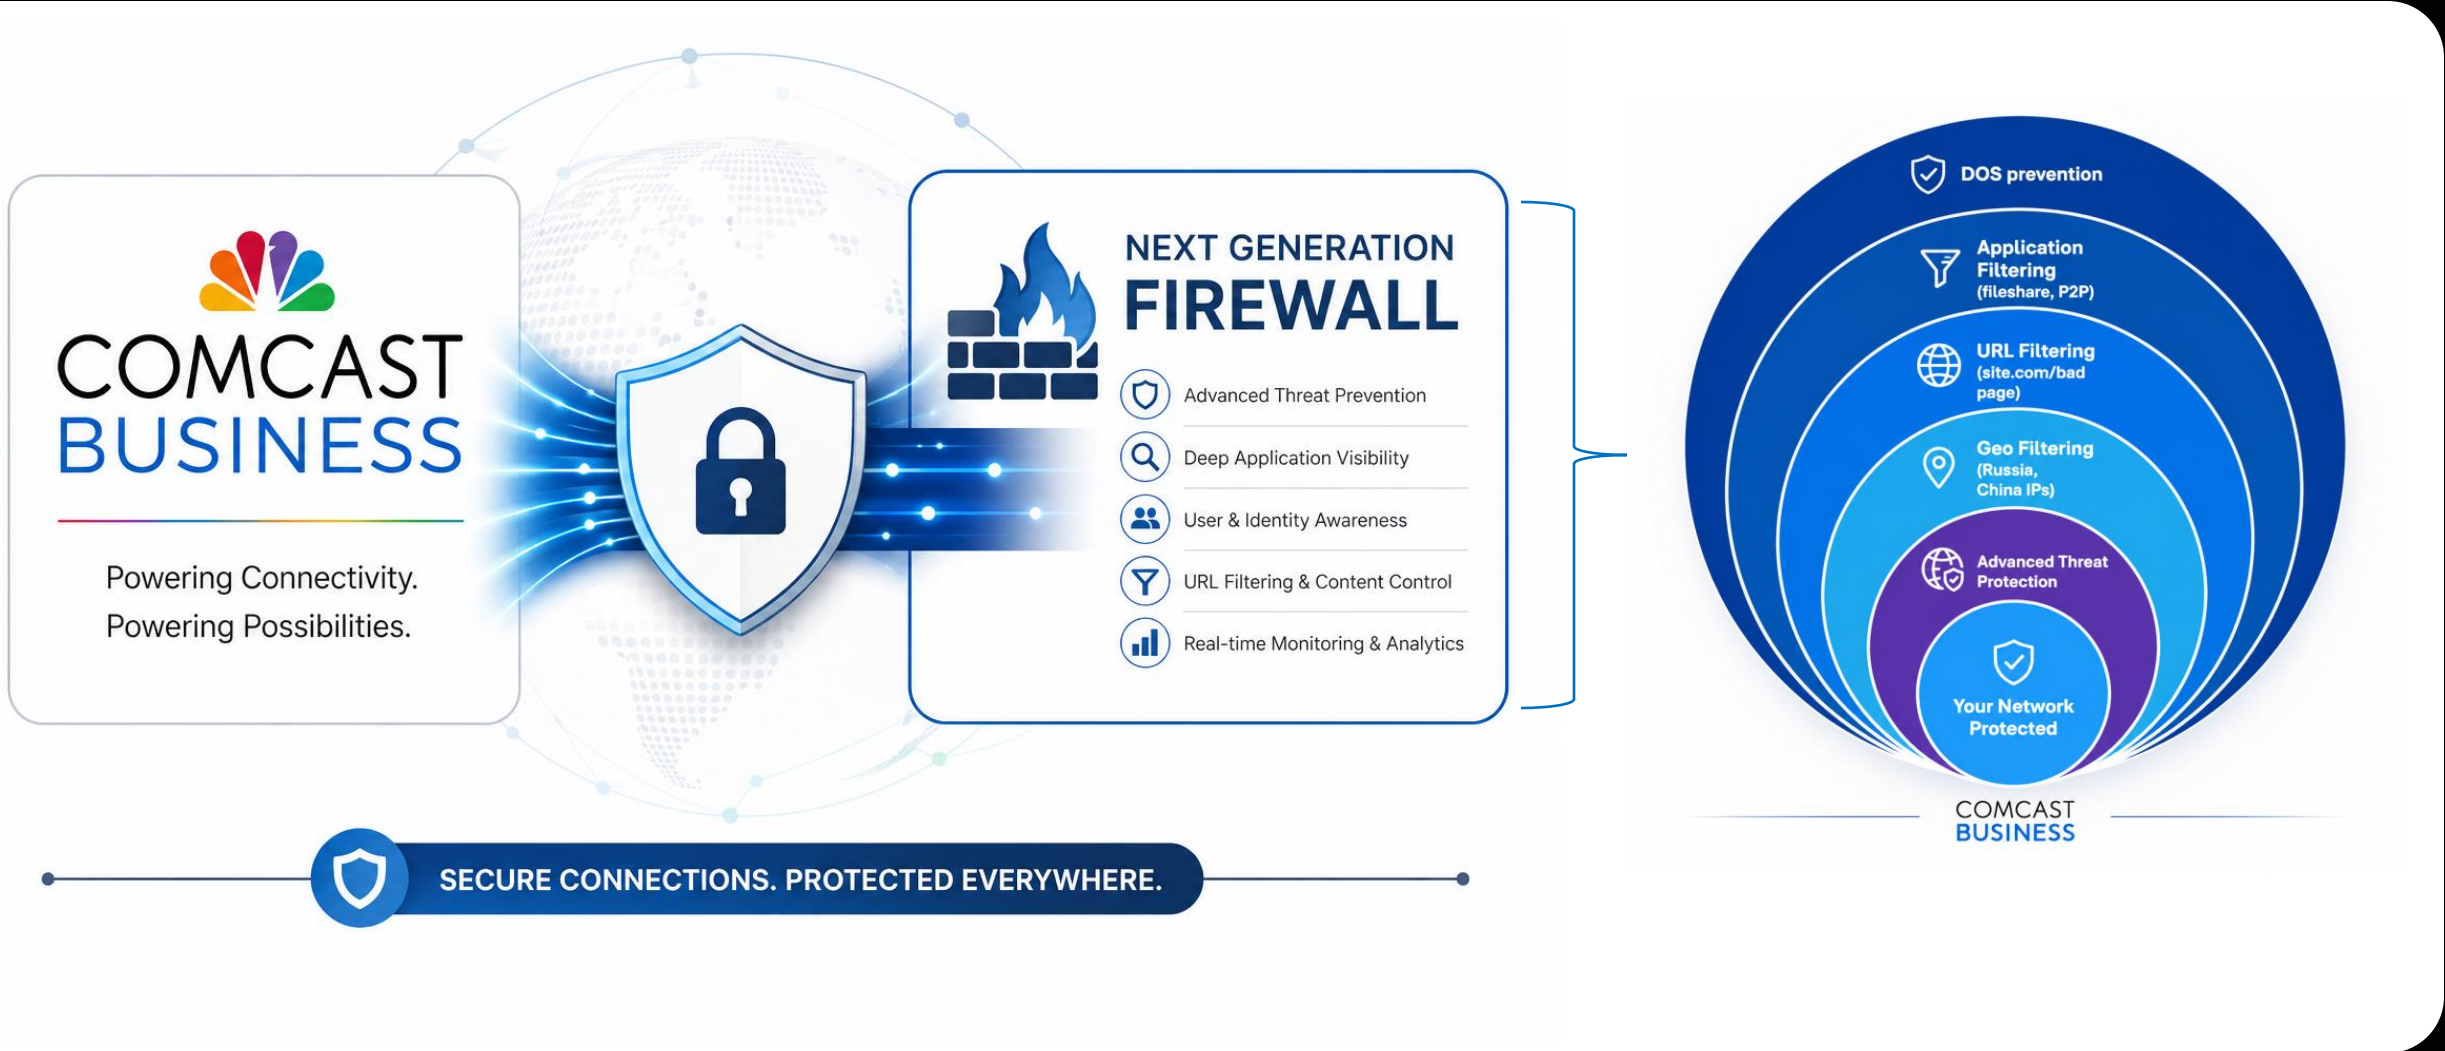 COMCAST
BUSINESS
Powering Connectivity.
Powering Possibilities.
NEXT GENERATION
FIREWALL
Advanced Threat Prevention
Deep Application Visibility
User & Identity Awareness
URL Filtering & Content Control
Real-time Monitoring & Analytics
SECURE CONNECTIONS. PROTECTED EVERYWHERE.
DOS prevention
Application
Filtering
(fileshare, P2P)
URL Filtering
(site.com/bad
page)
Geo Filtering
(Russia,
China IPs)
Advanced Threat
Protection
Your Network
Protected
COMCAST
BUSINESS